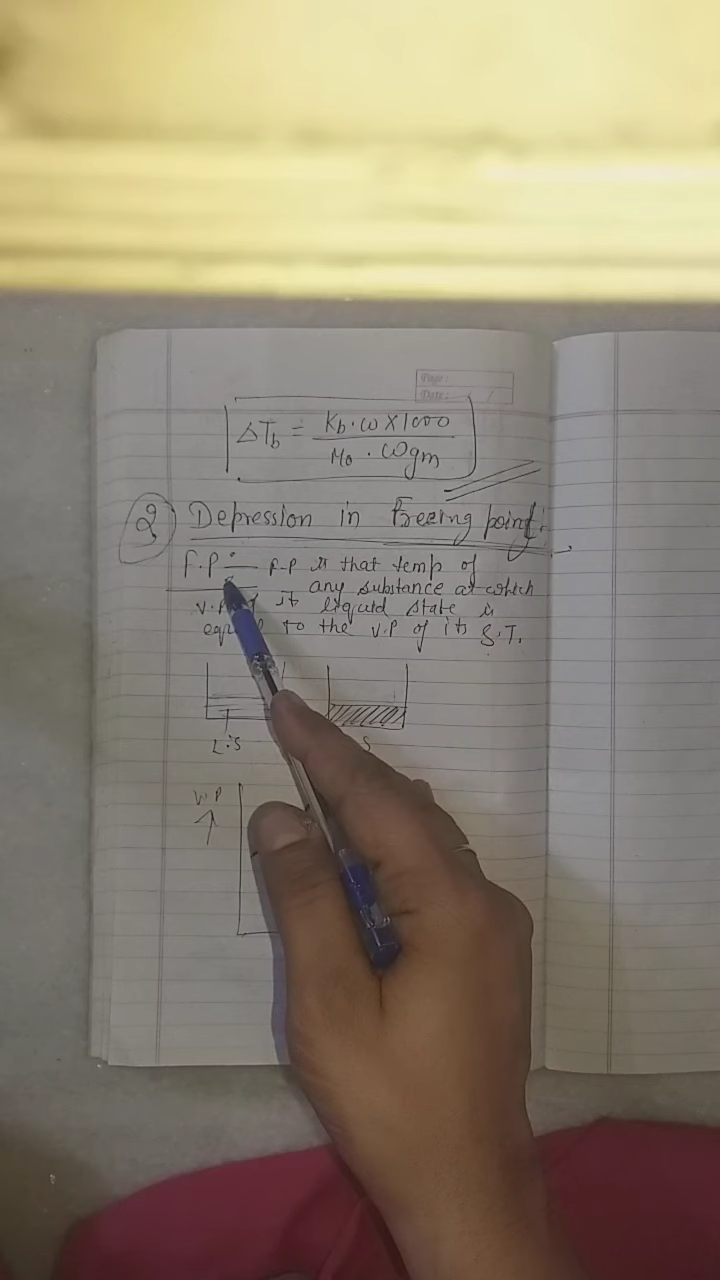 Page:
Date: / /
ΔTb = Kb · ω × 1000
Mo · ωgm
2 Depression in Freezing point:
F.P :— F.P is that temp of
any substance at which
it liquid state is
to the v.p of its S.T.
L.S S
V.P